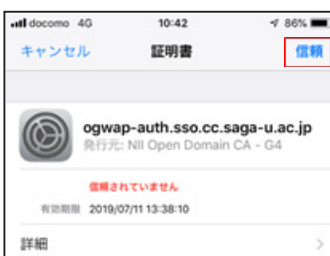 docomo 4G 10:42 86%
キャンセル 証明書 信頼
ogwap-auth.sso.cc.saga-u.ac.jp
発行元: NII Open Domain CA - G4
信頼されていません
有効期限 2019/07/11 13:38:10
詳細